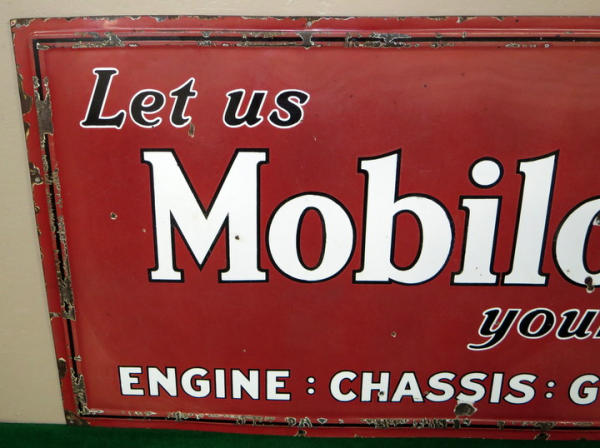 Let us
Mobilo
you
ENGINE : CHASSIS : G